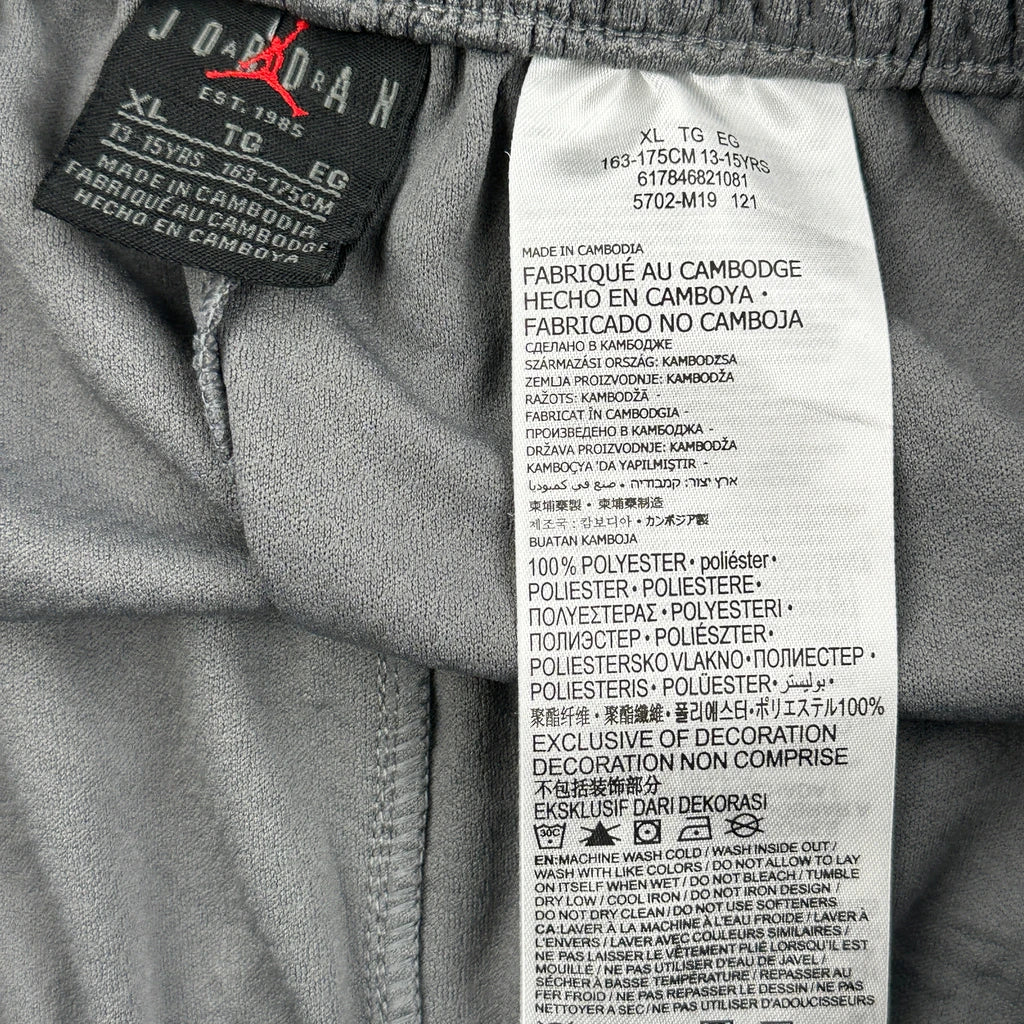 JORDAN
EST. 1985
XL TG EG
13-15YRS 163-175CM
MADE IN CAMBODIA
FABRIQUÉ AU CAMBODGE
HECHO EN CAMBOYA
XL TG EG
163-175CM 13-15YRS
617846821081
5702-M19 121
MADE IN CAMBODIA
FABRIQUÉ AU CAMBODGE
HECHO EN CAMBOYA •
FABRICADO NO CAMBOJA
СДЕЛАНО В КАМБОДЖЕ
SZÁRMAZÁSI ORSZÁG: KAMBODZSA
ZEMLJA PROIZVODNJE: KAMBODŽA
RAŽOTS: KAMBODŽĀ -
FABRICAT ÎN CAMBODGIA -
ПРОИЗВЕДЕНО В КАМБОДЖА -
DRŽAVA PROIZVODNJE: KAMBODŽA
KAMBOÇYA 'DA YAPILMIŞTIR -
ארץ יצור: קמבודיה • صنع في كمبوديا
柬埔寨製 • 柬埔寨制造
제조국 : 캄보디아 • カンボジア製
BUATAN KAMBOJA
100% POLYESTER • poliéster •
POLIESTER • POLIESTERE •
ΠΟΛΥΕΣΤΕΡΑΣ • POLYESTERI •
ПОЛИЭСТЕР • POLIÉSZTER •
POLIESTERSKO VLAKNO • ПОЛИЕСТЕР •
POLIESTERIS • POLÜESTER • بوليستر •
聚酯纤维 • 聚酯纖維 • 폴리에스터 • ポリエステル100%
EXCLUSIVE OF DECORATION
DECORATION NON COMPRISE
不包括装饰部分
EKSKLUSIF DARI DEKORASI
30C
EN:MACHINE WASH COLD / WASH INSIDE OUT /
WASH WITH LIKE COLORS / DO NOT ALLOW TO LAY
ON ITSELF WHEN WET / DO NOT BLEACH / TUMBLE
DRY LOW / COOL IRON / DO NOT IRON DESIGN /
DO NOT DRY CLEAN / DO NOT USE SOFTENERS
CA:LAVER À LA MACHINE À L'EAU FROIDE / LAVER À
L'ENVERS / LAVER AVEC COULEURS SIMILAIRES /
NE PAS LAISSER LE VÊTEMENT PLIÉ LORSQU'IL EST
MOUILLÉ / NE PAS UTILISER D'EAU DE JAVEL /
SÉCHER À BASSE TEMPÉRATURE / REPASSER AU
FER FROID / NE PAS REPASSER LE DESSIN / NE PAS
NETTOYER A SEC / NE PAS UTILISER D'ADOUCISSEURS